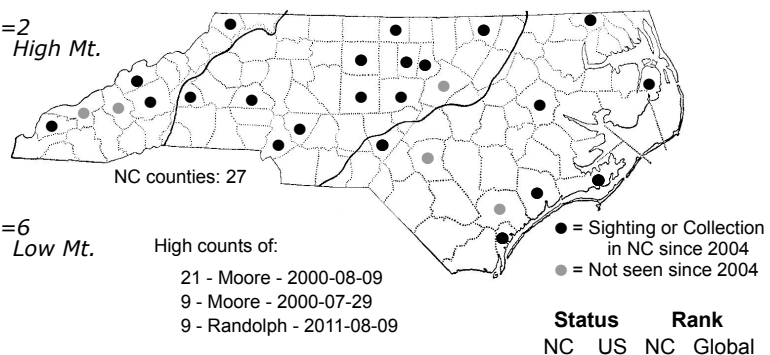 =2
High Mt.
NC counties: 27
=6
Low Mt.
High counts of:
21 - Moore - 2000-08-09
9 - Moore - 2000-07-29
9 - Randolph - 2011-08-09
● = Sighting or Collection
in NC since 2004
● = Not seen since 2004
Status Rank
NC US NC Global